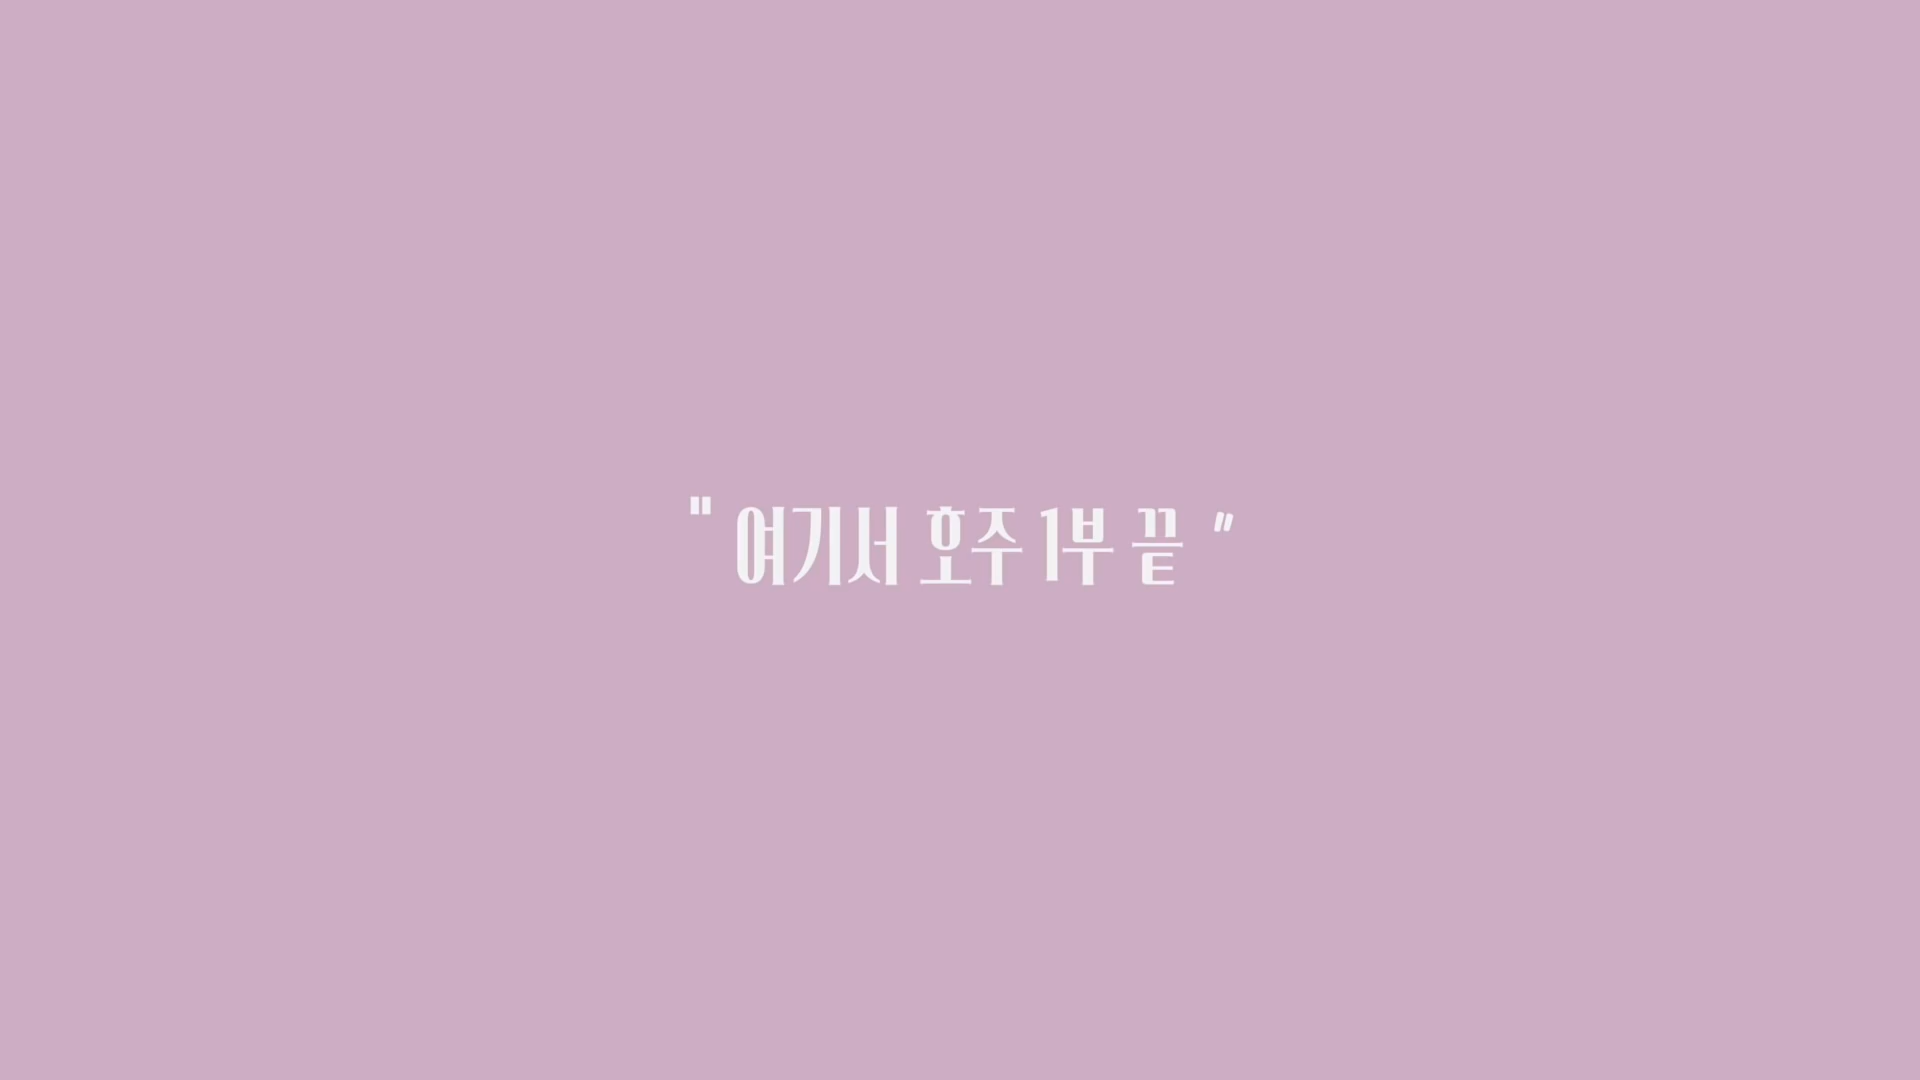 " 여기서 호주 1부 끝 "